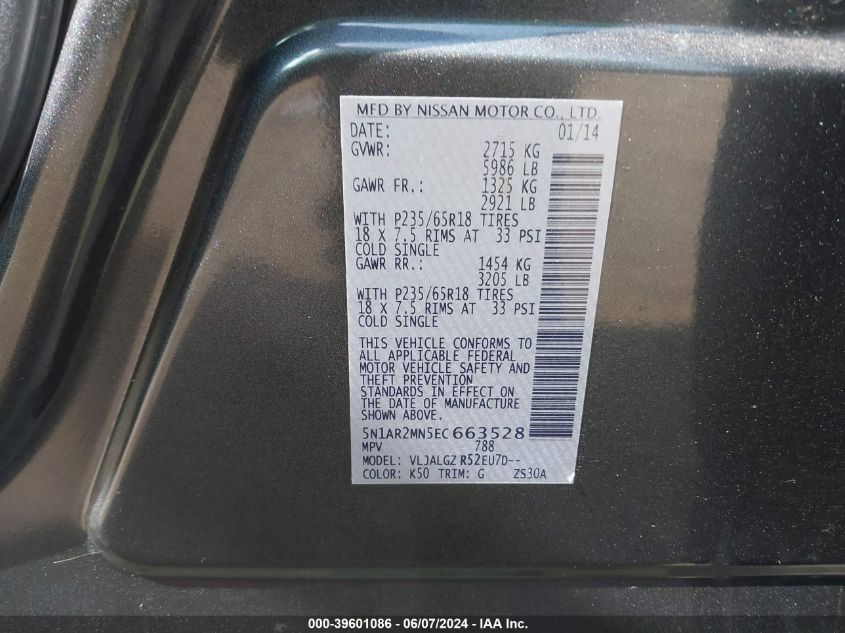 MFD BY NISSAN MOTOR CO., LTD.
DATE: 01/14
GVWR: 2715 KG
5986 LB
GAWR FR.: 1325 KG
2921 LB
WITH P235/65R18 TIRES
18 X 7.5 RIMS AT 33 PSI
COLD SINGLE
GAWR RR.: 1454 KG
3205 LB
WITH P235/65R18 TIRES
18 X 7.5 RIMS AT 33 PSI
COLD SINGLE
THIS VEHICLE CONFORMS TO
ALL APPLICABLE FEDERAL
MOTOR VEHICLE SAFETY AND
THEFT PREVENTION
STANDARDS IN EFFECT ON
THE DATE OF MANUFACTURE
SHOWN ABOVE.
5N1AR2MN5EC 663528
MPV 788
MODEL: VLJALGZ R52EU7D--
COLOR: K50 TRIM: G ZS30A
000-39601086 - 06/07/2024 - IAA Inc.